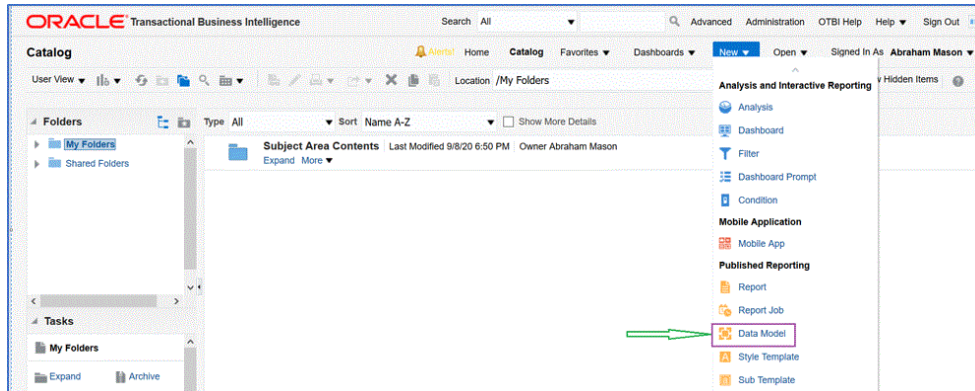 ORACLE Transactional Business Intelligence Search All Advanced Administration OTBI Help Help Sign Out
Catalog Alerts! Home Catalog Favorites Dashboards New Open Signed In As Abraham Mason
User View Location /My Folders Hidden Items
Folders Type All Sort Name A-Z Show More Details
My Folders
Shared Folders
Subject Area Contents Last Modified 9/8/20 6:50 PM Owner Abraham Mason
Expand More
Tasks
My Folders
Expand Archive
Analysis and Interactive Reporting
Analysis
Dashboard
Filter
Dashboard Prompt
Condition
Mobile Application
Mobile App
Published Reporting
Report
Report Job
Data Model
Style Template
Sub Template